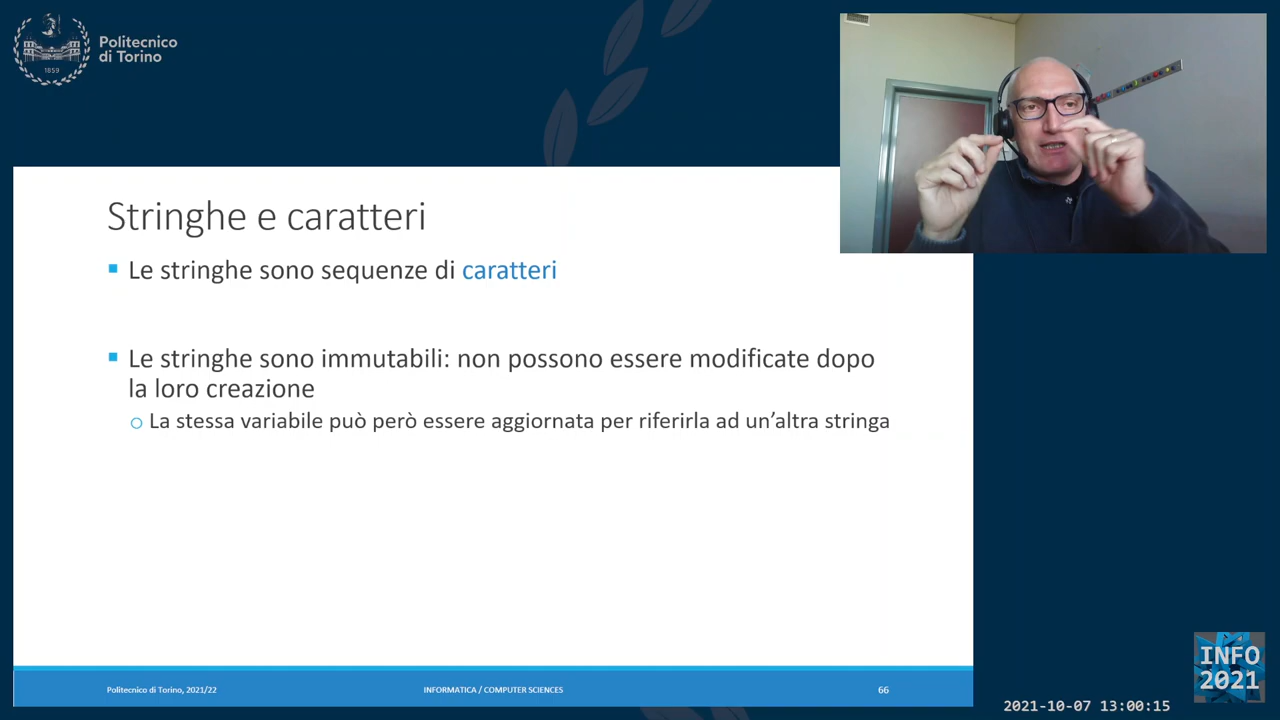 Politecnico
di Torino
1859
Stringhe e caratteri
Le stringhe sono sequenze di caratteri
Le stringhe sono immutabili: non possono essere modificate dopo
la loro creazione
La stessa variabile può però essere aggiornata per riferirla ad un'altra stringa
Politecnico di Torino, 2021/22
INFORMATICA / COMPUTER SCIENCES
66
INFO
2021
2021-10-07 13:00:15